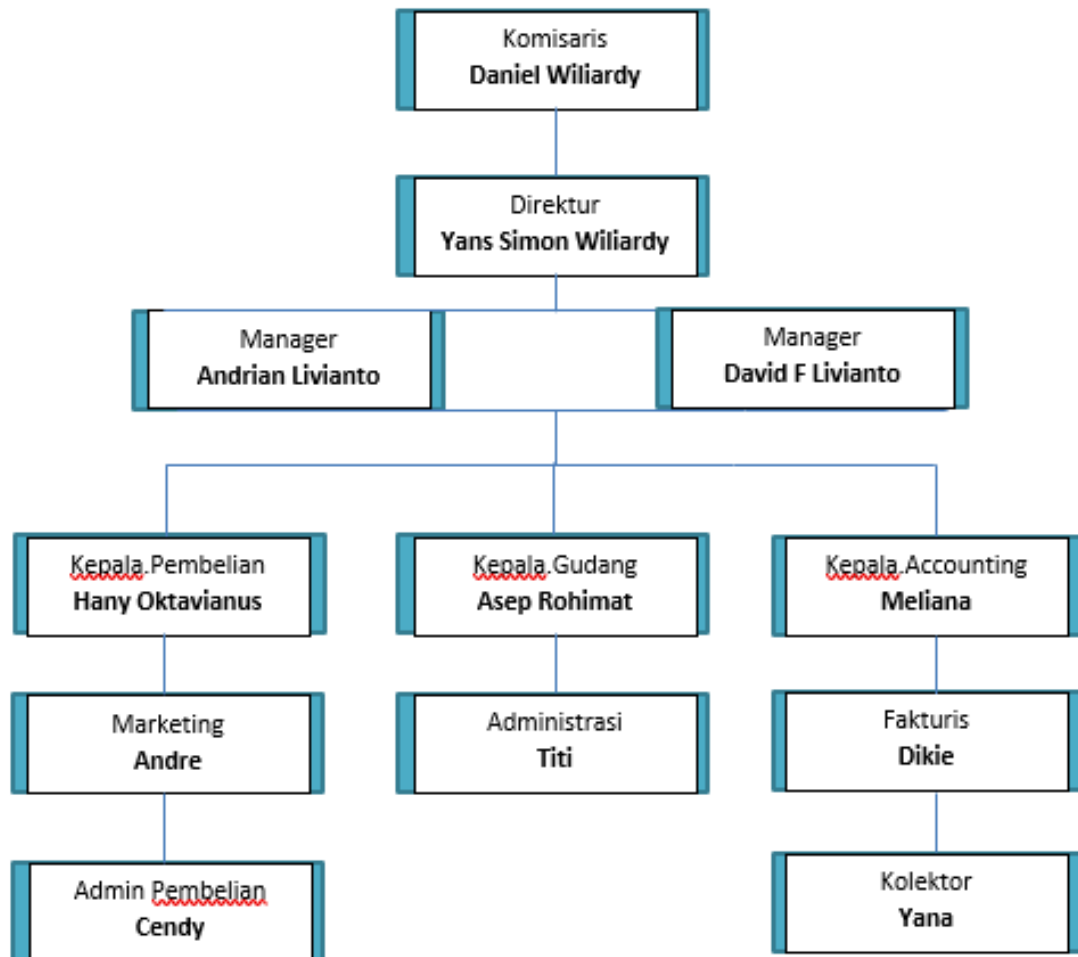 Komisaris
Daniel Wiliardy
Direktur
Yans Simon Wiliardy
Manager
Andrian Livianto
Manager
David F Livianto
Kepala.Pembelian
Hany Oktavianus
Kepala.Gudang
Asep Rohimat
Kepala.Accounting
Meliana
Marketing
Andre
Administrasi
Titi
Fakturis
Dikie
Admin Pembelian
Cendy
Kolektor
Yana